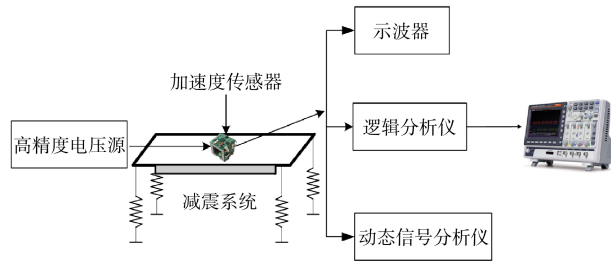 示波器
加速度传感器
高精度电压源
逻辑分析仪
减震系统
动态信号分析仪